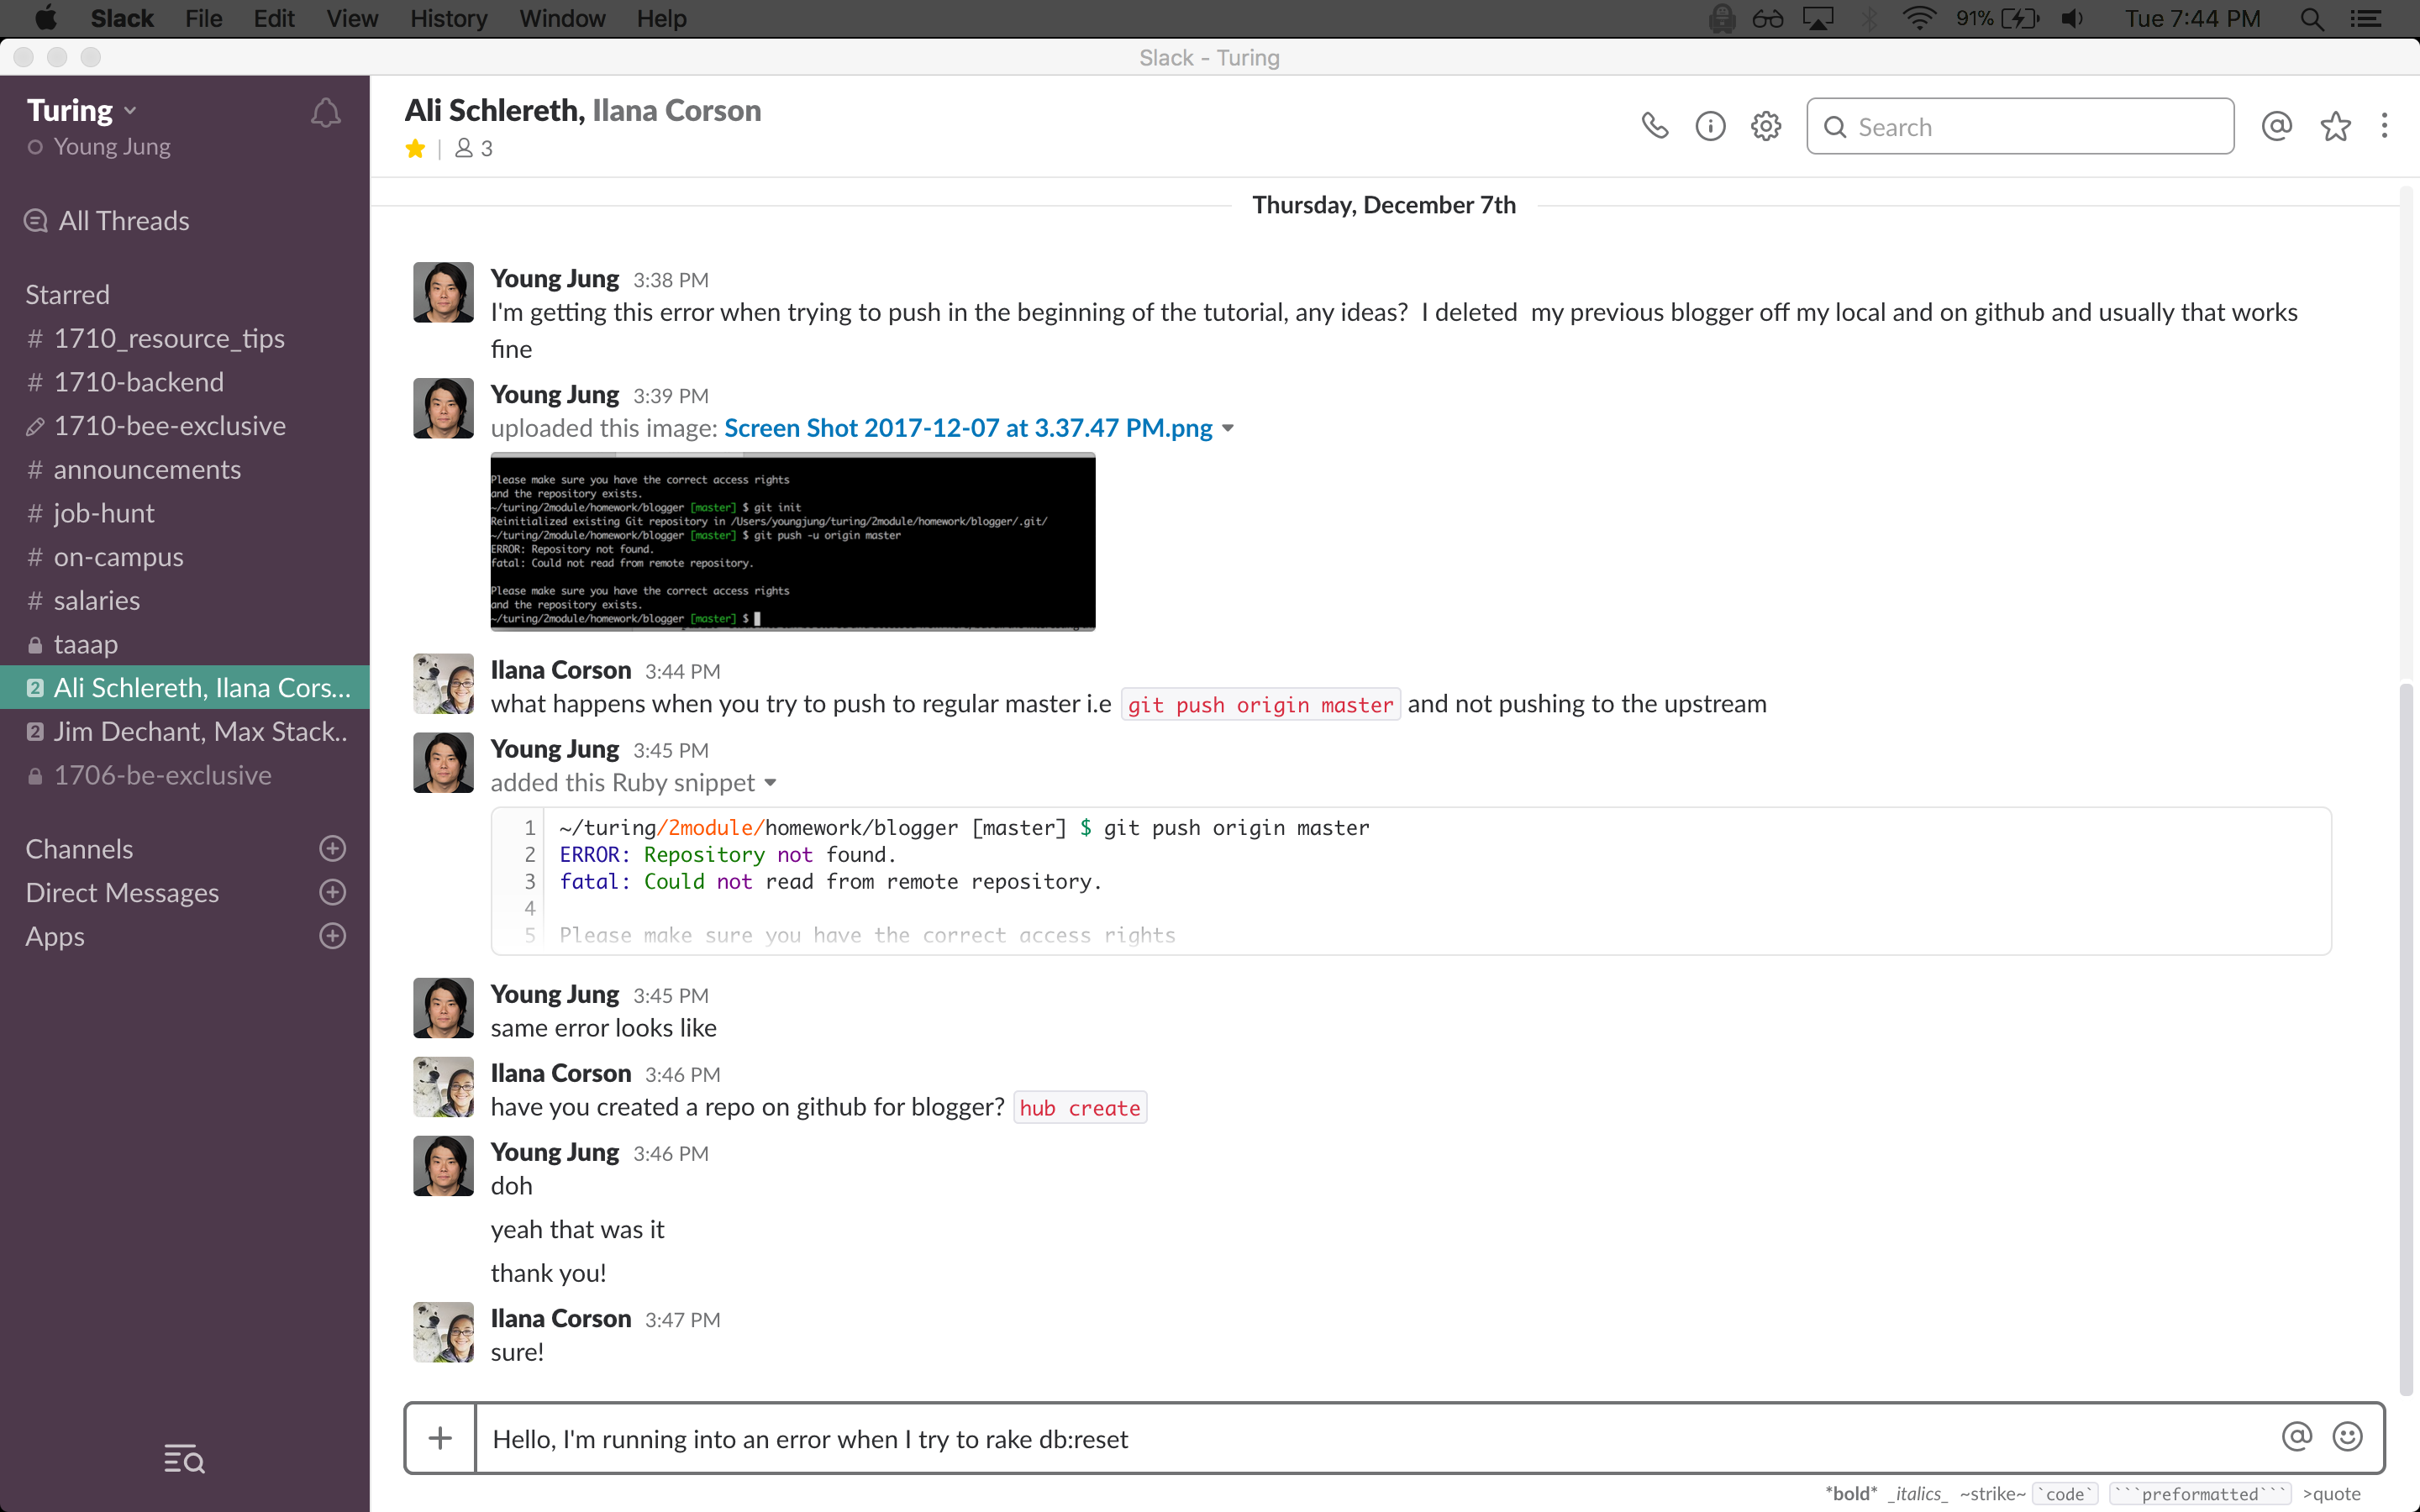 Slack File Edit View History Window Help 91% Tue 7:44 PM
Slack - Turing
Turing
Young Jung
All Threads
Starred
# 1710_resource_tips
# 1710-backend
1710-bee-exclusive
# announcements
# job-hunt
# on-campus
# salaries
taaap
2 Ali Schlereth, Ilana Cors...
2 Jim Dechant, Max Stack..
1706-be-exclusive
Channels
Direct Messages
Apps
Ali Schlereth, Ilana Corson
3
Search
Thursday, December 7th
Young Jung 3:38 PM
I'm getting this error when trying to push in the beginning of the tutorial, any ideas? I deleted my previous blogger off my local and on github and usually that works
fine
Young Jung 3:39 PM
uploaded this image: Screen Shot 2017-12-07 at 3.37.47 PM.png
Please make sure you have the correct access rights
and the repository exists.
~/turing/2module/homework/blogger [master] $ git init
Reinitialized existing Git repository in /Users/youngjung/turing/2module/homework/blogger/.git/
~/turing/2module/homework/blogger [master] $ git push -u origin master
ERROR: Repository not found.
fatal: Could not read from remote repository.
Please make sure you have the correct access rights
and the repository exists.
~/turing/2module/homework/blogger [master] $
Ilana Corson 3:44 PM
what happens when you try to push to regular master i.e git push origin master and not pushing to the upstream
Young Jung 3:45 PM
added this Ruby snippet
1 ~/turing/2module/homework/blogger [master] $ git push origin master
2 ERROR: Repository not found.
3 fatal: Could not read from remote repository.
4
5 Please make sure you have the correct access rights
Young Jung 3:45 PM
same error looks like
Ilana Corson 3:46 PM
have you created a repo on github for blogger? hub create
Young Jung 3:46 PM
doh
yeah that was it
thank you!
Ilana Corson 3:47 PM
sure!
Hello, I'm running into an error when I try to rake db:reset
*bold* _italics_ ~strike~ `code` ```preformatted``` >quote